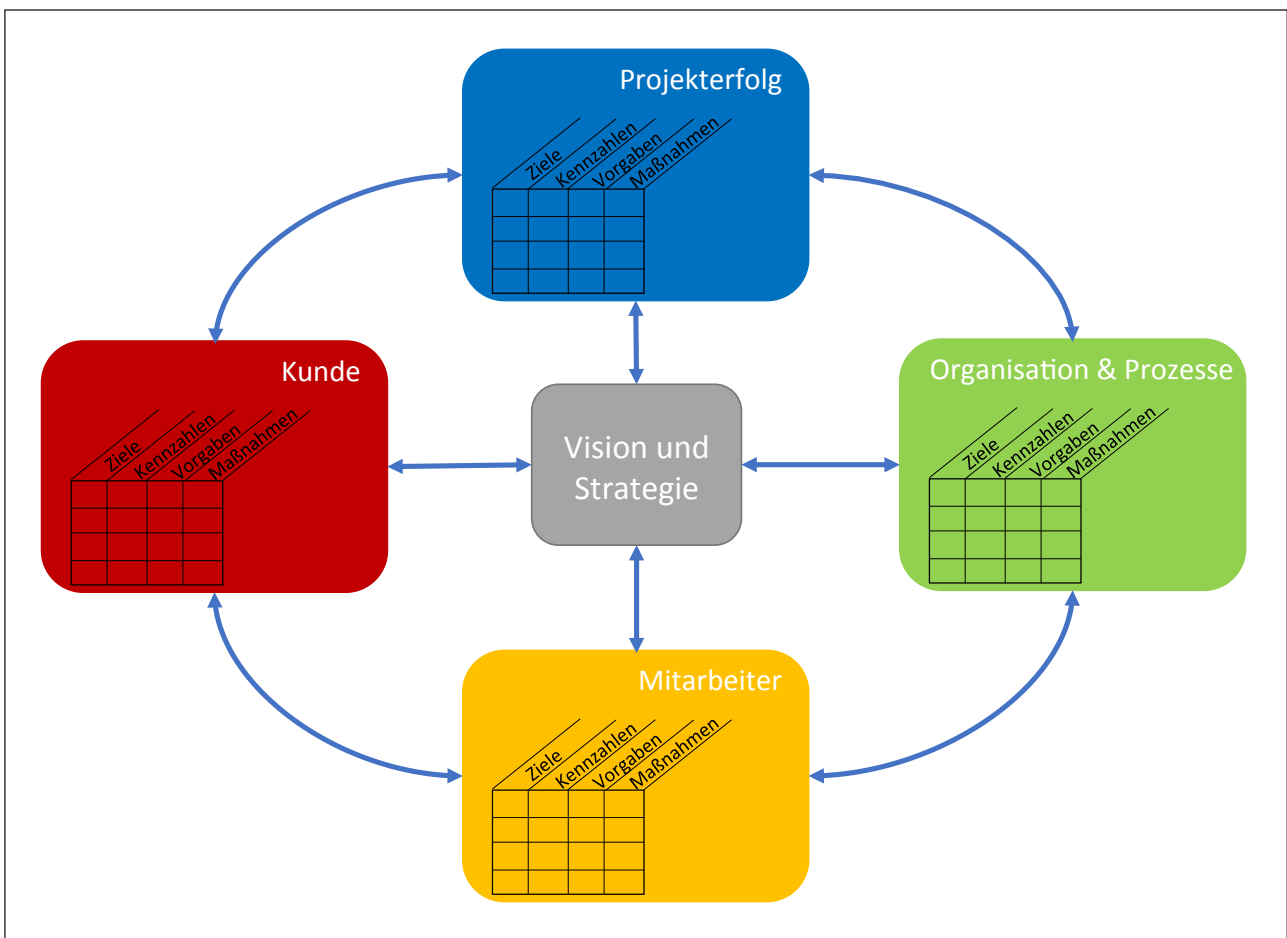 Projekterfolg
Ziele
Kennzahlen
Vorgaben
Maßnahmen
Kunde
Ziele
Kennzahlen
Vorgaben
Maßnahmen
Vision und
Strategie
Organisation & Prozesse
Ziele
Kennzahlen
Vorgaben
Maßnahmen
Mitarbeiter
Ziele
Kennzahlen
Vorgaben
Maßnahmen